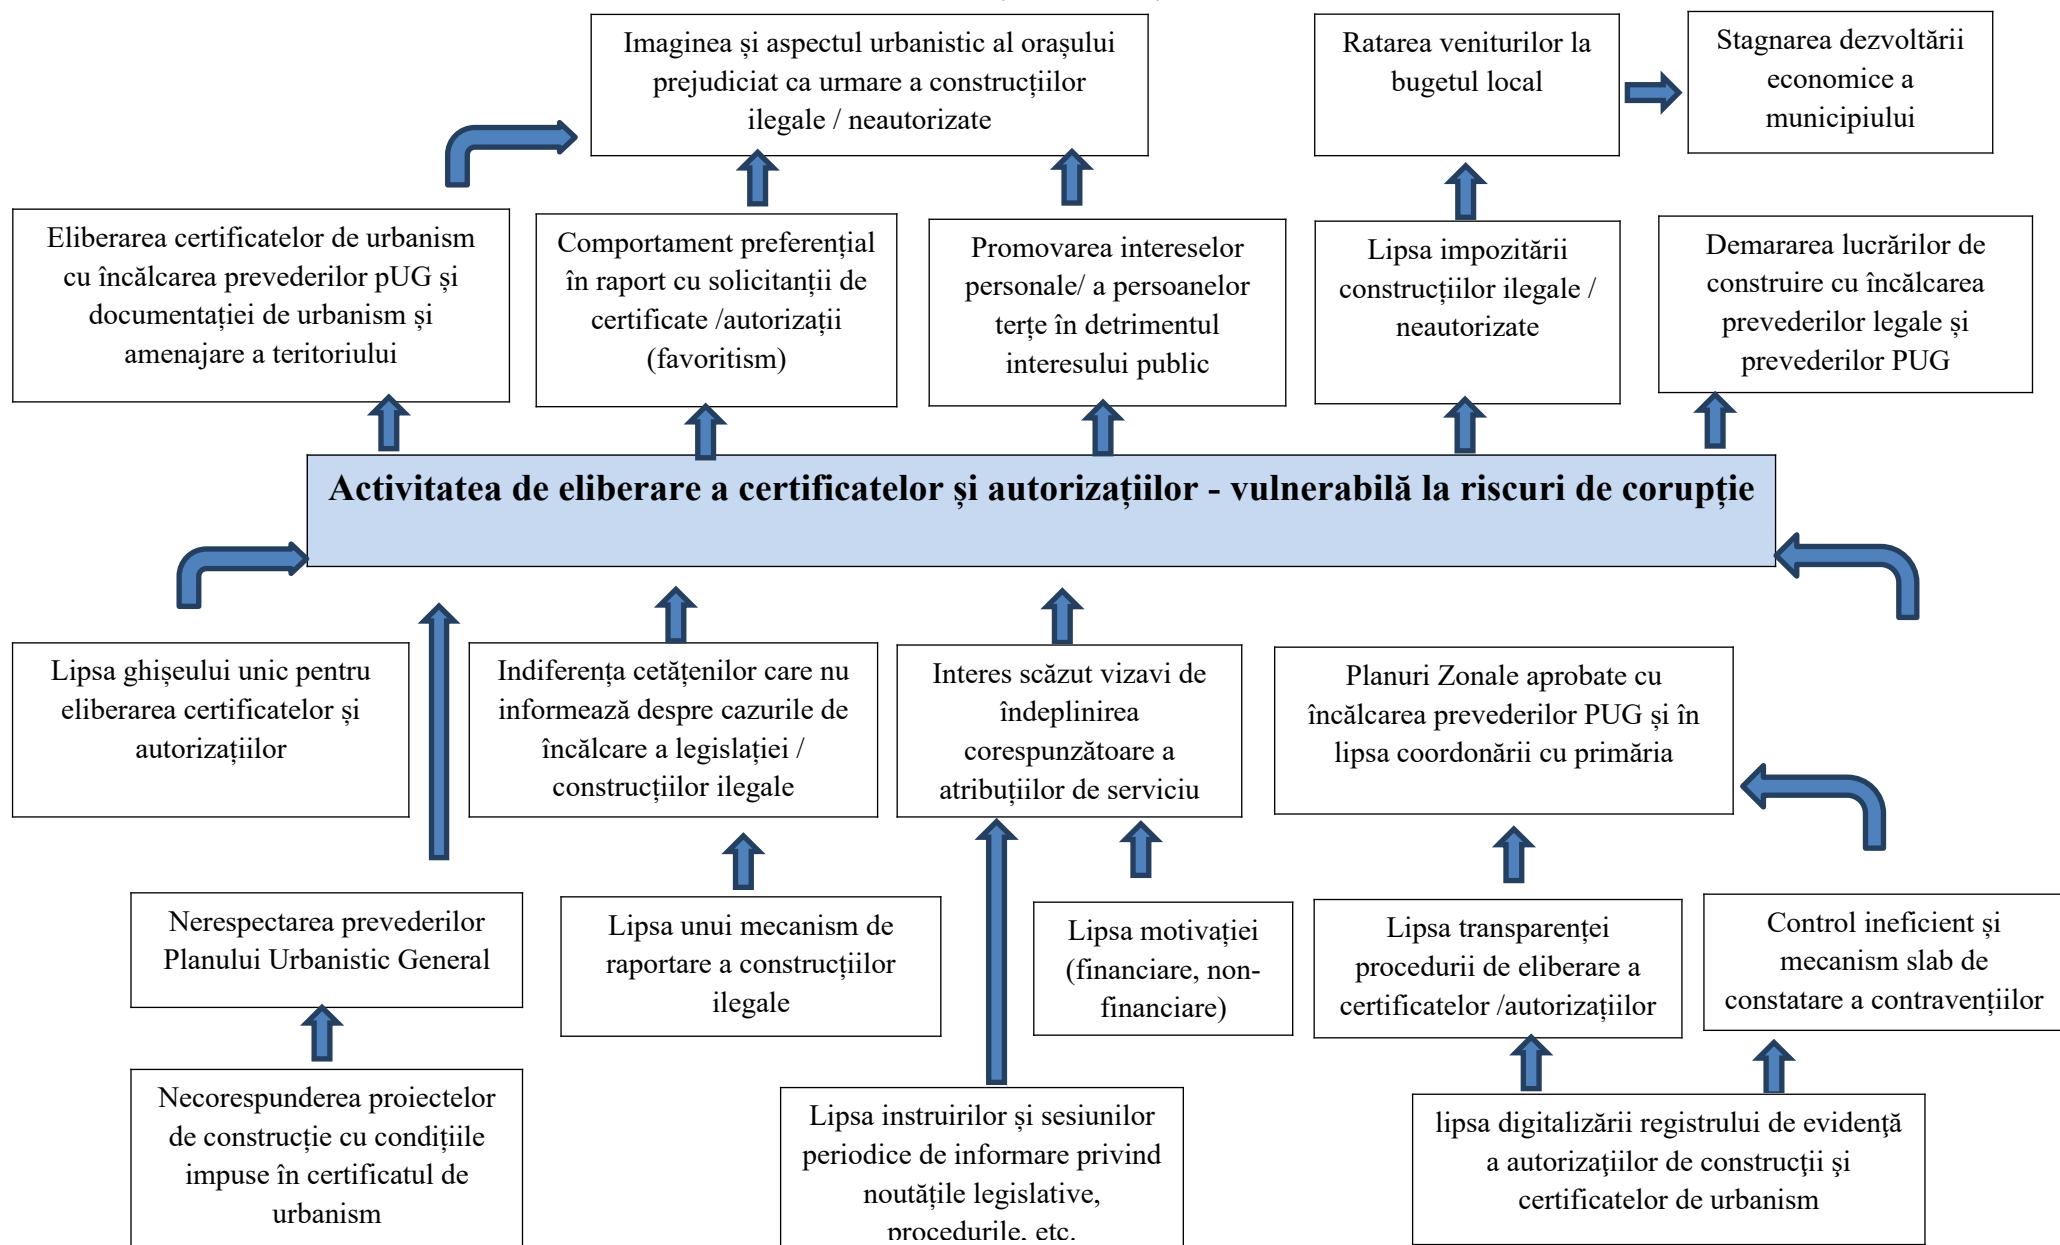 Imaginea și aspectul urbanistic al orașului
prejudiciat ca urmare a construcțiilor
ilegale / neautorizate
Ratarea veniturilor la
bugetul local
Stagnarea dezvoltării
economice a
municipiului
Eliberarea certificatelor de urbanism
cu încălcarea prevederilor pUG și
documentației de urbanism și
amenajare a teritoriului
Comportament preferențial
în raport cu solicitanții de
certificate /autorizații
(favoritism)
Promovarea intereselor
personale/ a persoanelor
terțe în detrimentul
interesului public
Lipsa impozitării
construcțiilor ilegale /
neautorizate
Demararea lucrărilor de
construire cu încălcarea
prevederilor legale și
prevederilor PUG
Activitatea de eliberare a certificatelor și autorizațiilor - vulnerabilă la riscuri de corupție
Lipsa ghișeului unic pentru
eliberarea certificatelor și
autorizațiilor
Indiferența cetățenilor care nu
informează despre cazurile de
încălcare a legislației /
construcțiilor ilegale
Interes scăzut vizavi de
îndeplinirea
corespunzătoare a
atribuțiilor de serviciu
Planuri Zonale aprobate cu
încălcarea prevederilor PUG și în
lipsa coordonării cu primăria
Nerespectarea prevederilor
Planului Urbanistic General
Lipsa unui mecanism de
raportare a construcțiilor
ilegale
Lipsa motivației
(financiare, non-
financiare)
Lipsa transparenței
procedurii de eliberare a
certificatelor /autorizațiilor
Control ineficient și
mecanism slab de
constatare a contravențiilor
Necorespunderea proiectelor
de construcție cu condițiile
impuse în certificatul de
urbanism
Lipsa instruirilor și sesiunilor
periodice de informare privind
noutățile legislative,
procedurile, etc.
lipsa digitalizării registrului de evidenţă
a autorizaţiilor de construcţii şi
certificatelor de urbanism